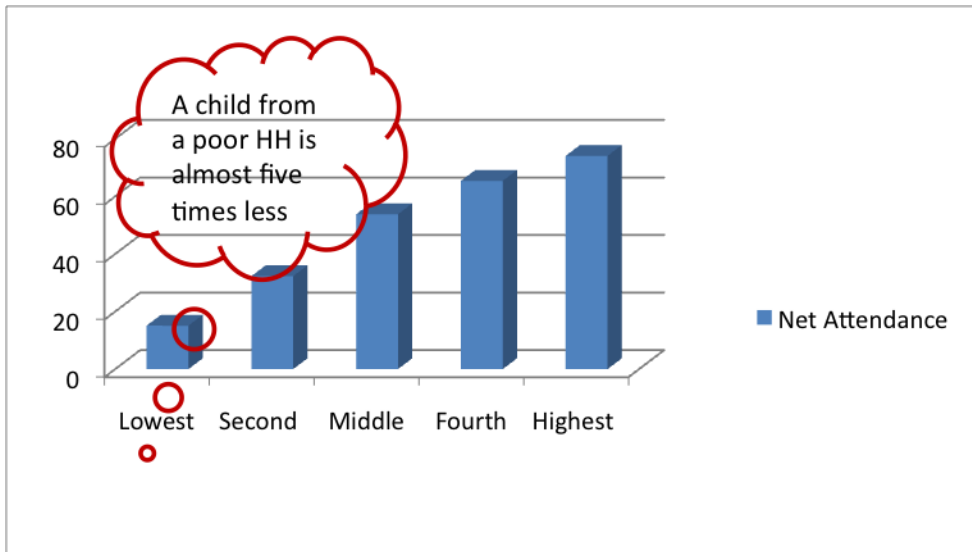 A child from
a poor HH is
almost five
times less
80
60
40
20
0
Lowest Second Middle Fourth Highest
Net Attendance